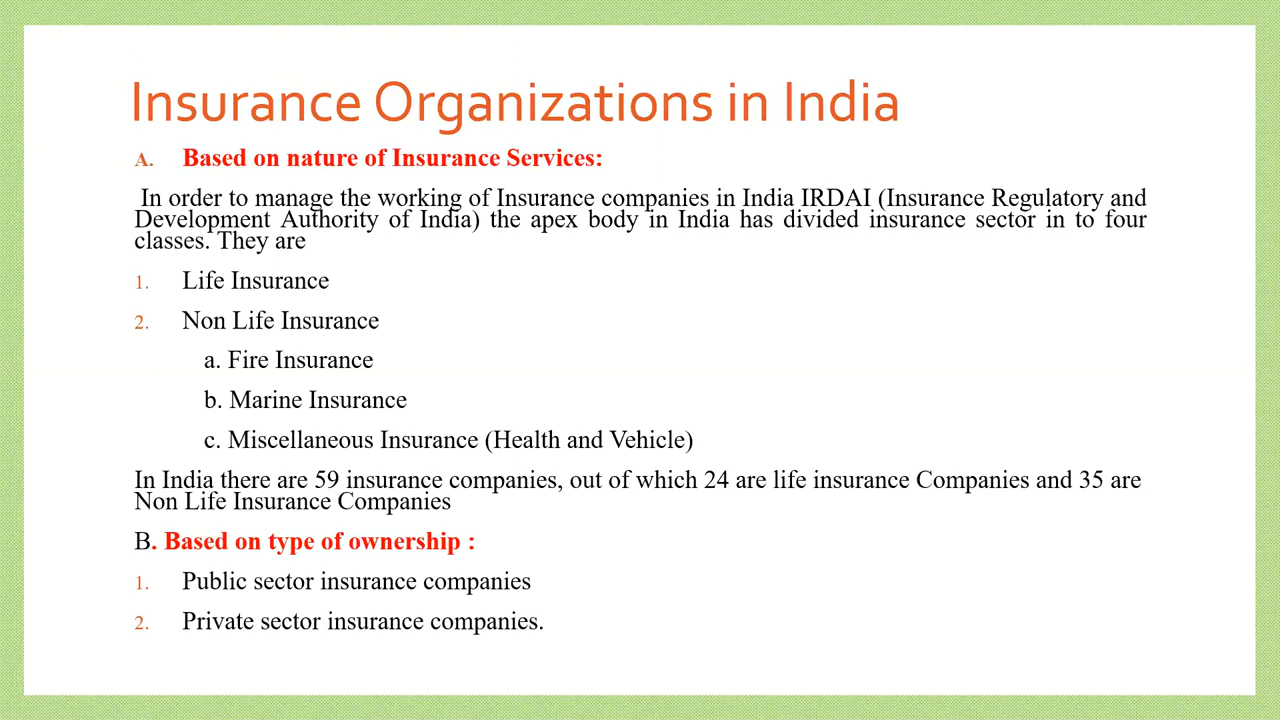 Insurance Organizations in India
A. Based on nature of Insurance Services:
In order to manage the working of Insurance companies in India IRDAI (Insurance Regulatory and
Development Authority of India) the apex body in India has divided insurance sector in to four
classes. They are
1. Life Insurance
2. Non Life Insurance
a. Fire Insurance
b. Marine Insurance
c. Miscellaneous Insurance (Health and Vehicle)
In India there are 59 insurance companies, out of which 24 are life insurance Companies and 35 are
Non Life Insurance Companies
B. Based on type of ownership :
1. Public sector insurance companies
2. Private sector insurance companies.